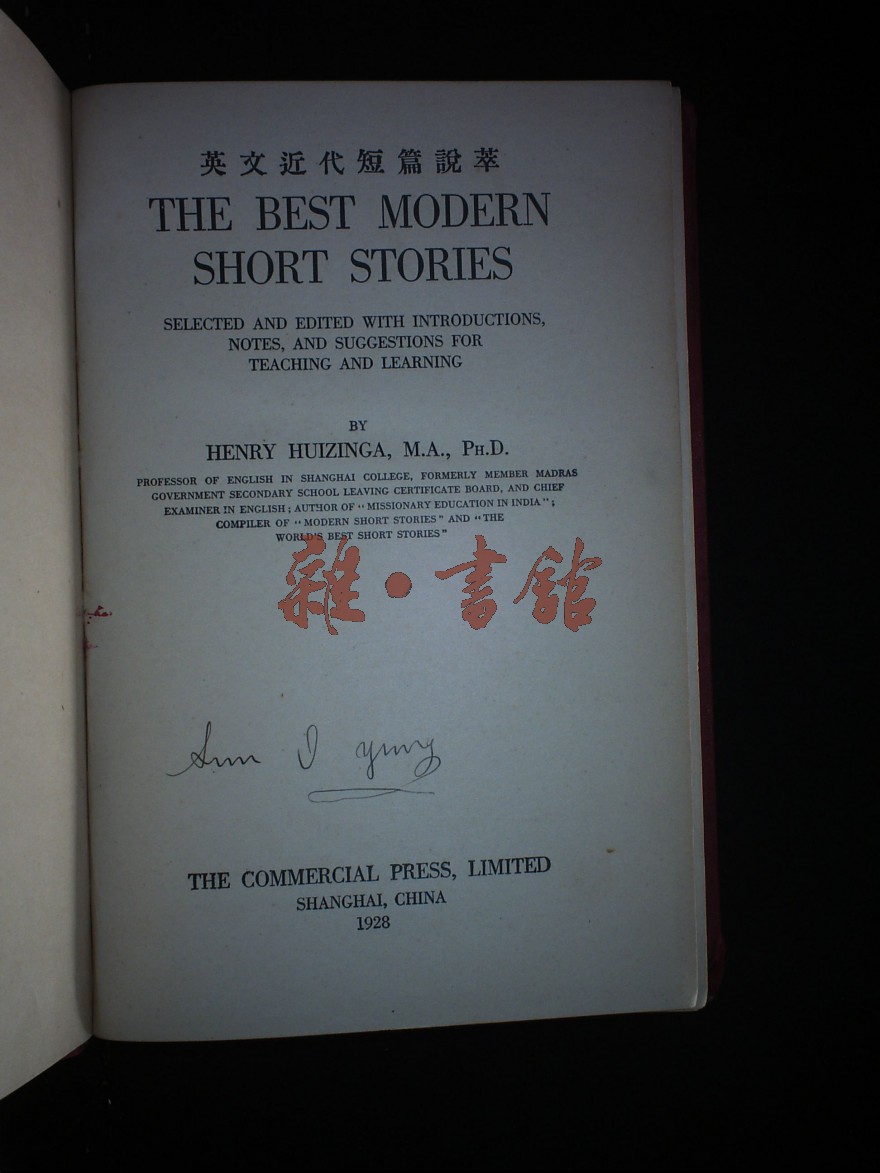 英文近代短篇說萃
THE BEST MODERN
SHORT STORIES
SELECTED AND EDITED WITH INTRODUCTIONS,
NOTES, AND SUGGESTIONS FOR
TEACHING AND LEARNING
BY
HENRY HUIZINGA, M.A., PH.D.
PROFESSOR OF ENGLISH IN SHANGHAI COLLEGE, FORMERLY MEMBER MADRAS
GOVERNMENT SECONDARY SCHOOL LEAVING CERTIFICATE BOARD, AND CHIEF
EXAMINER IN ENGLISH; AUTHOR OF "MISSIONARY EDUCATION IN INDIA";
COMPILER OF "MODERN SHORT STORIES" AND "THE
WORLD'S BEST SHORT STORIES"
雜·書館
THE COMMERCIAL PRESS, LIMITED
SHANGHAI, CHINA
1928